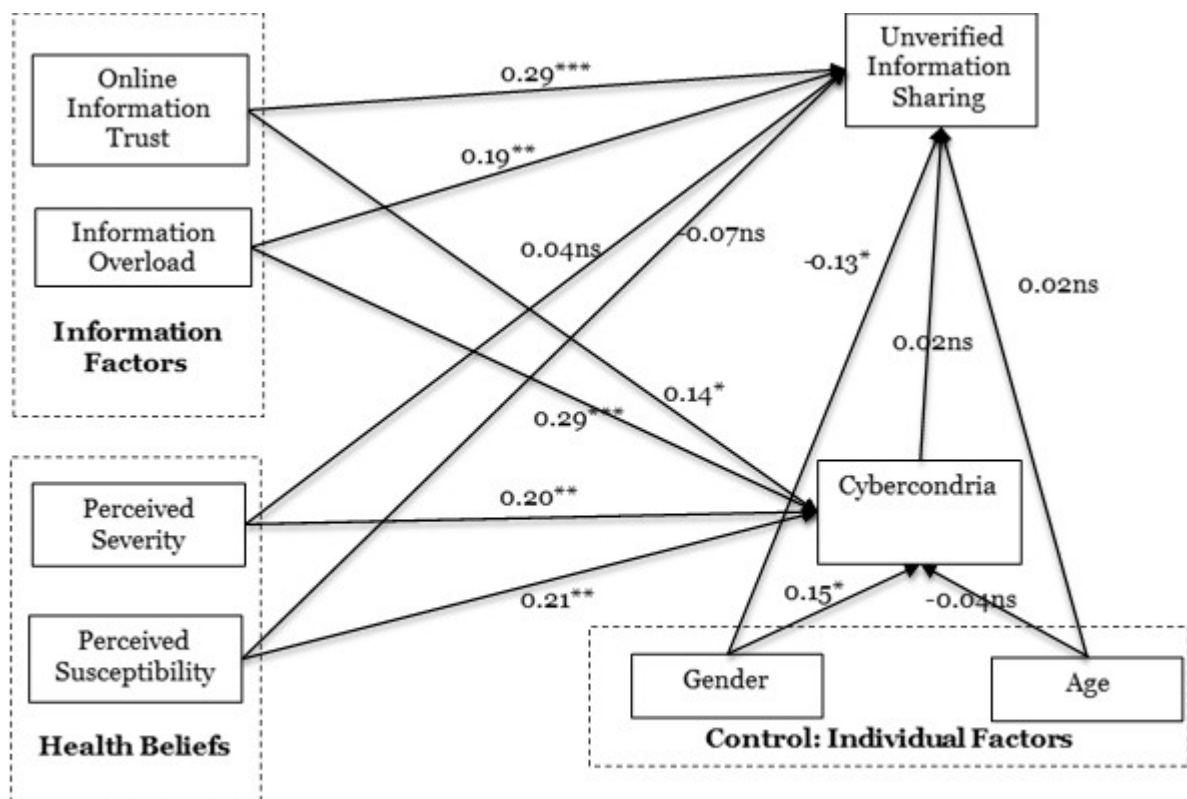 Online
Information
Trust
Information
Overload
Information
Factors
Perceived
Severity
Perceived
Susceptibility
Health Beliefs
Unverified
Information
Sharing
Cybercondria
Gender
Age
Control: Individual Factors
0.29***
0.19**
0.04ns
-0.07ns
-0.13*
0.02ns
0.02ns
0.14*
0.29***
0.20**
0.21**
0.15*
-0.04ns